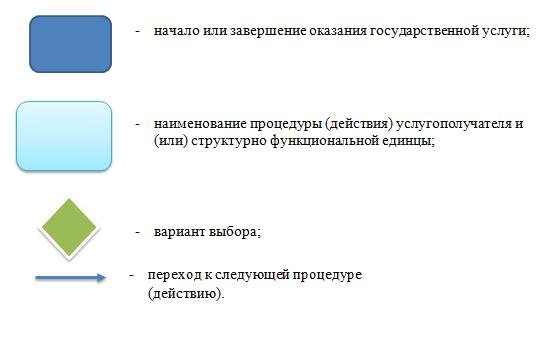 - начало или завершение оказания государственной услуги;
- наименование процедуры (действия) услугополучателя и
(или) структурно функциональной единцы;
- вариант выбора;
- переход к следующей процедуре
(действию).